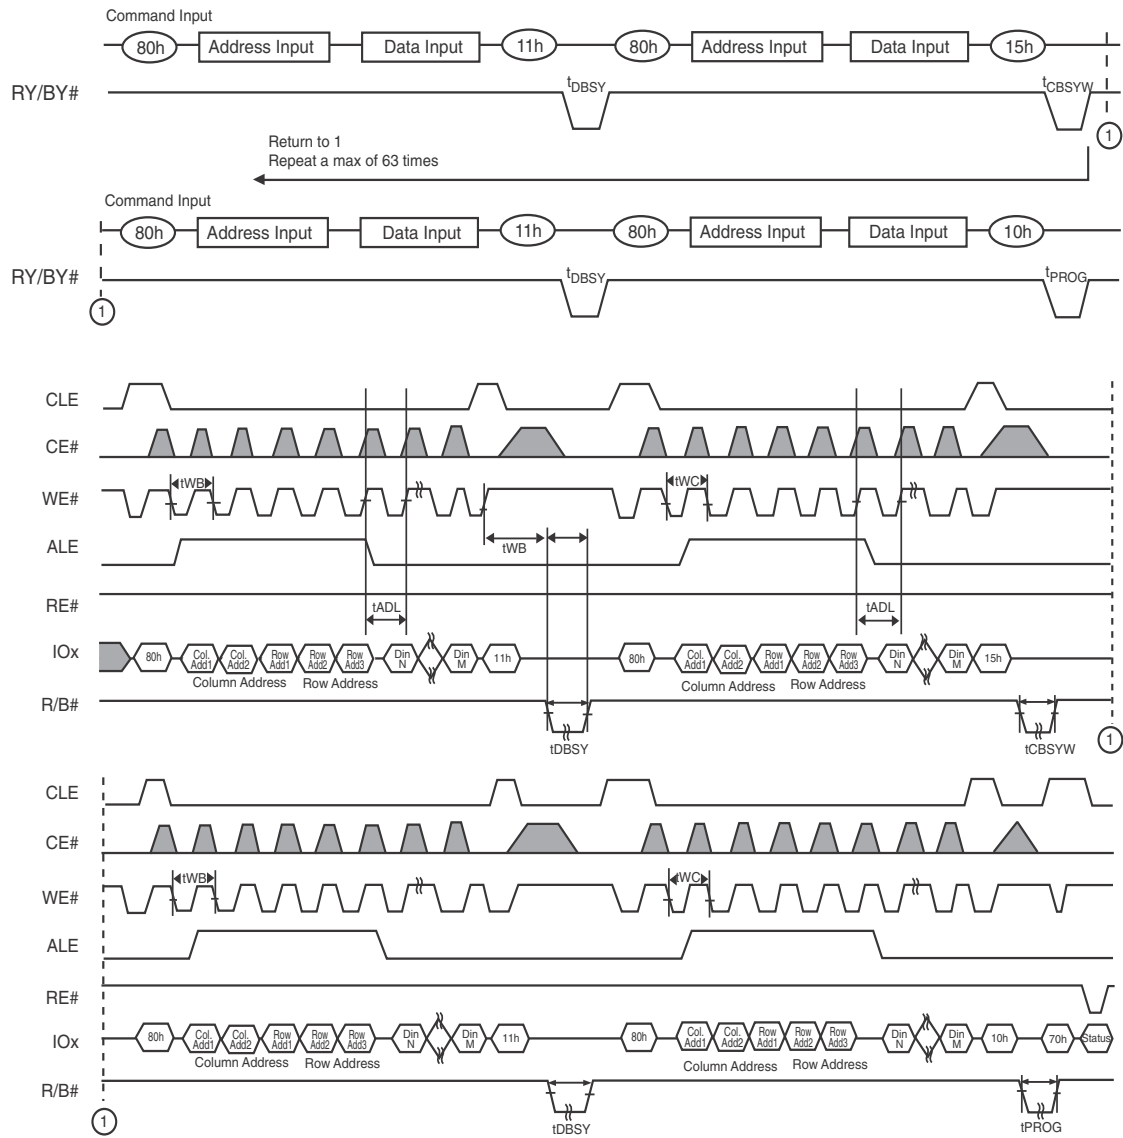 Command Input
80h Address Input Data Input 11h 80h Address Input Data Input 15h
RY/BY# tDBSY tCBSYW
1
Return to 1
Repeat a max of 63 times
Command Input
80h Address Input Data Input 11h 80h Address Input Data Input 10h
RY/BY# tDBSY tPROG
1
CLE
CE#
WE# tWB tWC
ALE tWB
RE# tADL tADL
IOx 80h Col. Add1 Col. Add2 Row Add1 Row Add2 Row Add3 Din N Din M 11h 80h Col. Add1 Col. Add2 Row Add1 Row Add2 Row Add3 Din N Din M 15h
Column Address Row Address Column Address Row Address
R/B#
tDBSY tCBSYW 1
CLE
CE#
WE# tWB tWC
ALE
RE#
IOx 80h Col. Add1 Col. Add2 Row Add1 Row Add2 Row Add3 Din N Din M 11h 80h Col. Add1 Col. Add2 Row Add1 Row Add2 Row Add3 Din N Din M 10h 70h Status
Column Address Row Address Column Address Row Address
R/B#
1 tDBSY tPROG